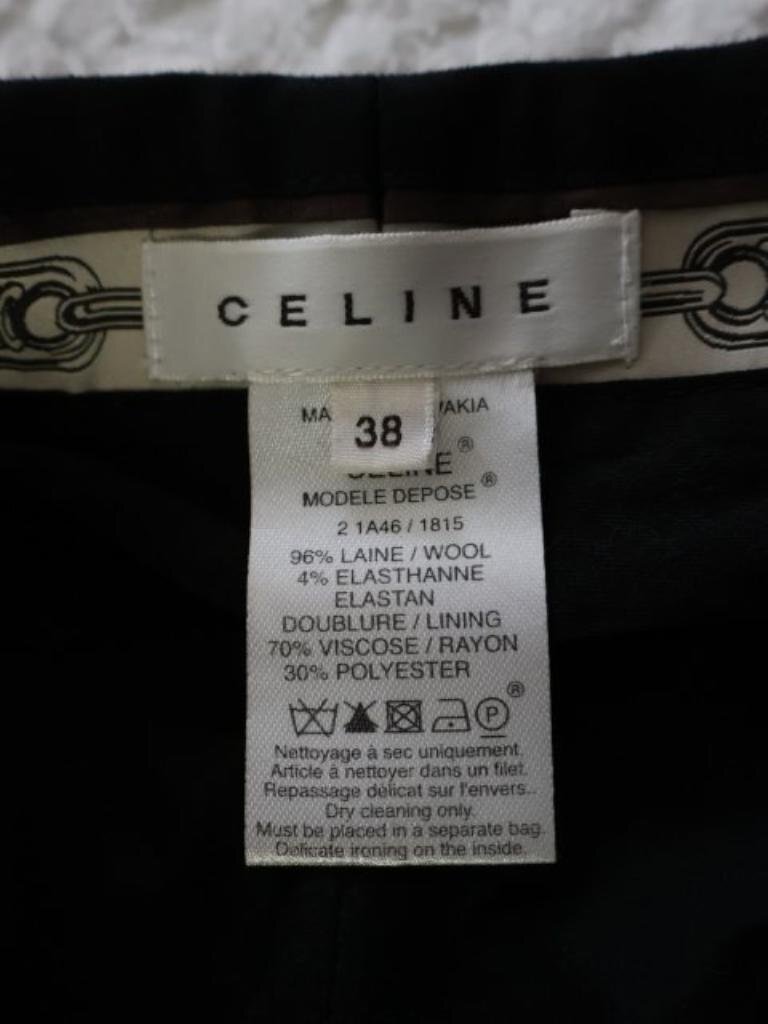 CELINE
38
MODELE DEPOSE ®
2 1A46 / 1815
96% LAINE / WOOL
4% ELASTHANNE
ELASTAN
DOUBLURE / LINING
70% VISCOSE / RAYON
30% POLYESTER
P ®
Nettoyage à sec uniquement.
Article à nettoyer dans un filet.
Repassage délicat sur l'envers..
Dry cleaning only.
Must be placed in a separate bag.
Delicate ironing on the inside.